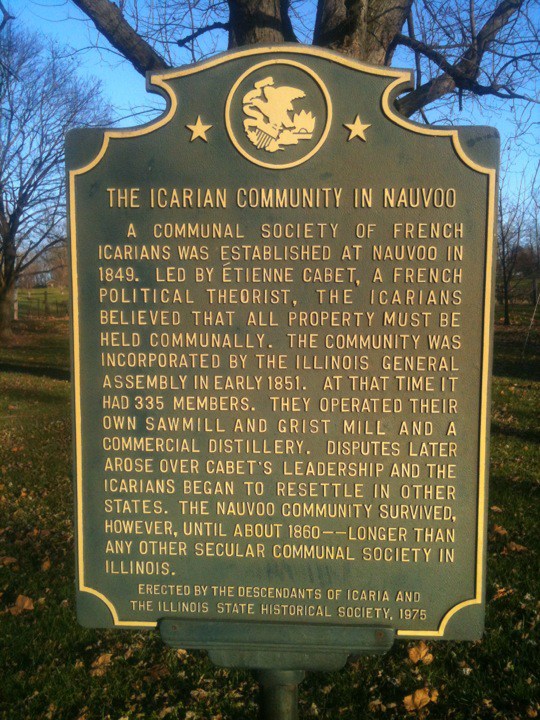 THE ICARIAN COMMUNITY IN NAUVOO
A COMMUNAL SOCIETY OF FRENCH
ICARIANS WAS ESTABLISHED AT NAUVOO IN
1849. LED BY ÉTIENNE CABET, A FRENCH
POLITICAL THEORIST, THE ICARIANS
BELIEVED THAT ALL PROPERTY MUST BE
HELD COMMUNALLY. THE COMMUNITY WAS
INCORPORATED BY THE ILLINOIS GENERAL
ASSEMBLY IN EARLY 1851. AT THAT TIME IT
HAD 335 MEMBERS. THEY OPERATED THEIR
OWN SAWMILL AND GRIST MILL AND A
COMMERCIAL DISTILLERY. DISPUTES LATER
AROSE OVER CABET'S LEADERSHIP AND THE
ICARIANS BEGAN TO RESETTLE IN OTHER
STATES. THE NAUVOO COMMUNITY SURVIVED,
HOWEVER, UNTIL ABOUT 1860--LONGER THAN
ANY OTHER SECULAR COMMUNAL SOCIETY IN
ILLINOIS.
ERECTED BY THE DESCENDANTS OF ICARIA AND
THE ILLINOIS STATE HISTORICAL SOCIETY, 1975